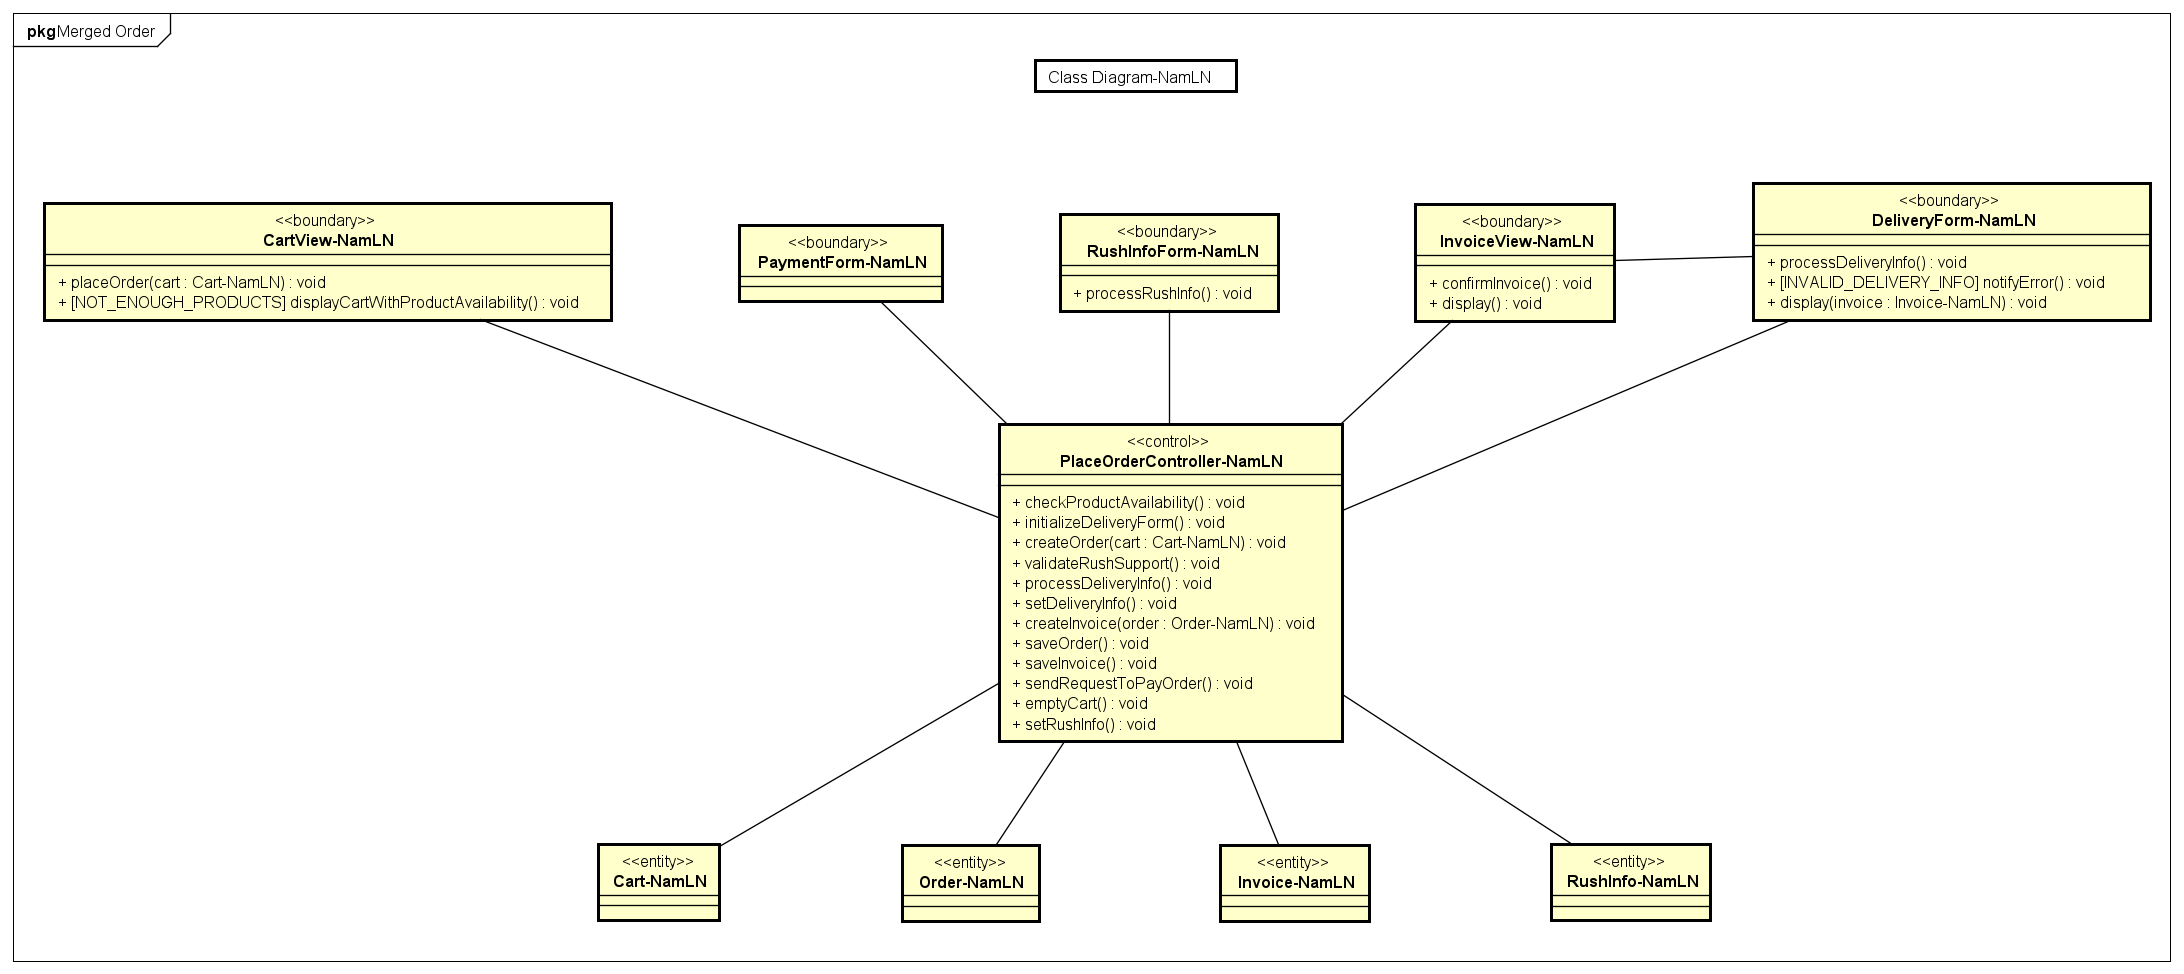 pkg Merged Order
Class Diagram-NamLN
<<boundary>>
CartView-NamLN
+ placeOrder(cart : Cart-NamLN) : void
+ [NOT_ENOUGH_PRODUCTS] displayCartWithProductAvailability() : void
<<boundary>>
PaymentForm-NamLN
<<boundary>>
RushInfoForm-NamLN
+ processRushInfo() : void
<<boundary>>
InvoiceView-NamLN
+ confirmInvoice() : void
+ display() : void
<<boundary>>
DeliveryForm-NamLN
+ processDeliveryInfo() : void
+ [INVALID_DELIVERY_INFO] notifyError() : void
+ display(invoice : Invoice-NamLN) : void
<<control>>
PlaceOrderController-NamLN
+ checkProductAvailability() : void
+ initializeDeliveryForm() : void
+ createOrder(cart : Cart-NamLN) : void
+ validateRushSupport() : void
+ processDeliveryInfo() : void
+ setDeliveryInfo() : void
+ createInvoice(order : Order-NamLN) : void
+ saveOrder() : void
+ saveInvoice() : void
+ sendRequestToPayOrder() : void
+ emptyCart() : void
+ setRushInfo() : void
<<entity>>
Cart-NamLN
<<entity>>
Order-NamLN
<<entity>>
Invoice-NamLN
<<entity>>
RushInfo-NamLN